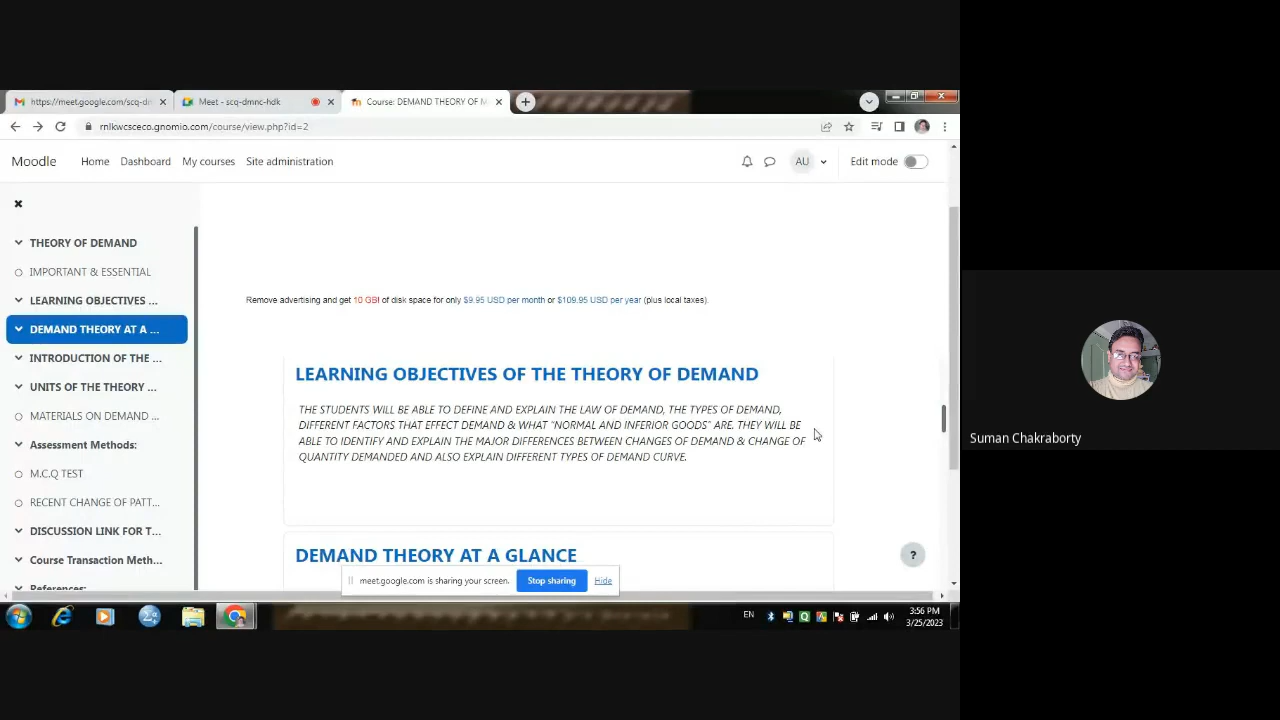 https://meet.google.com/scq-dn
Meet - scq-dmnc-hdk
Course: DEMAND THEORY OF M
rnlkwcsceco.gnomio.com/course/view.php?id=2
Moodle
Home
Dashboard
My courses
Site administration
AU
Edit mode
THEORY OF DEMAND
IMPORTANT & ESSENTIAL
LEARNING OBJECTIVES ...
DEMAND THEORY AT A ...
INTRODUCTION OF THE ...
UNITS OF THE THEORY ...
MATERIALS ON DEMAND ...
Assessment Methods:
M.C.Q TEST
RECENT CHANGE OF PATT...
DISCUSSION LINK FOR T...
Course Transaction Meth...
References:
Remove advertising and get 10 GB! of disk space for only $9.95 USD per month or $109.95 USD per year (plus local taxes).
LEARNING OBJECTIVES OF THE THEORY OF DEMAND
THE STUDENTS WILL BE ABLE TO DEFINE AND EXPLAIN THE LAW OF DEMAND, THE TYPES OF DEMAND,
DIFFERENT FACTORS THAT EFFECT DEMAND & WHAT "NORMAL AND INFERIOR GOODS" ARE. THEY WILL BE
ABLE TO IDENTIFY AND EXPLAIN THE MAJOR DIFFERENCES BETWEEN CHANGES OF DEMAND & CHANGE OF
QUANTITY DEMANDED AND ALSO EXPLAIN DIFFERENT TYPES OF DEMAND CURVE.
DEMAND THEORY AT A GLANCE
?
meet.google.com is sharing your screen.
Stop sharing
Hide
EN
3:56 PM
3/25/2023
Suman Chakraborty